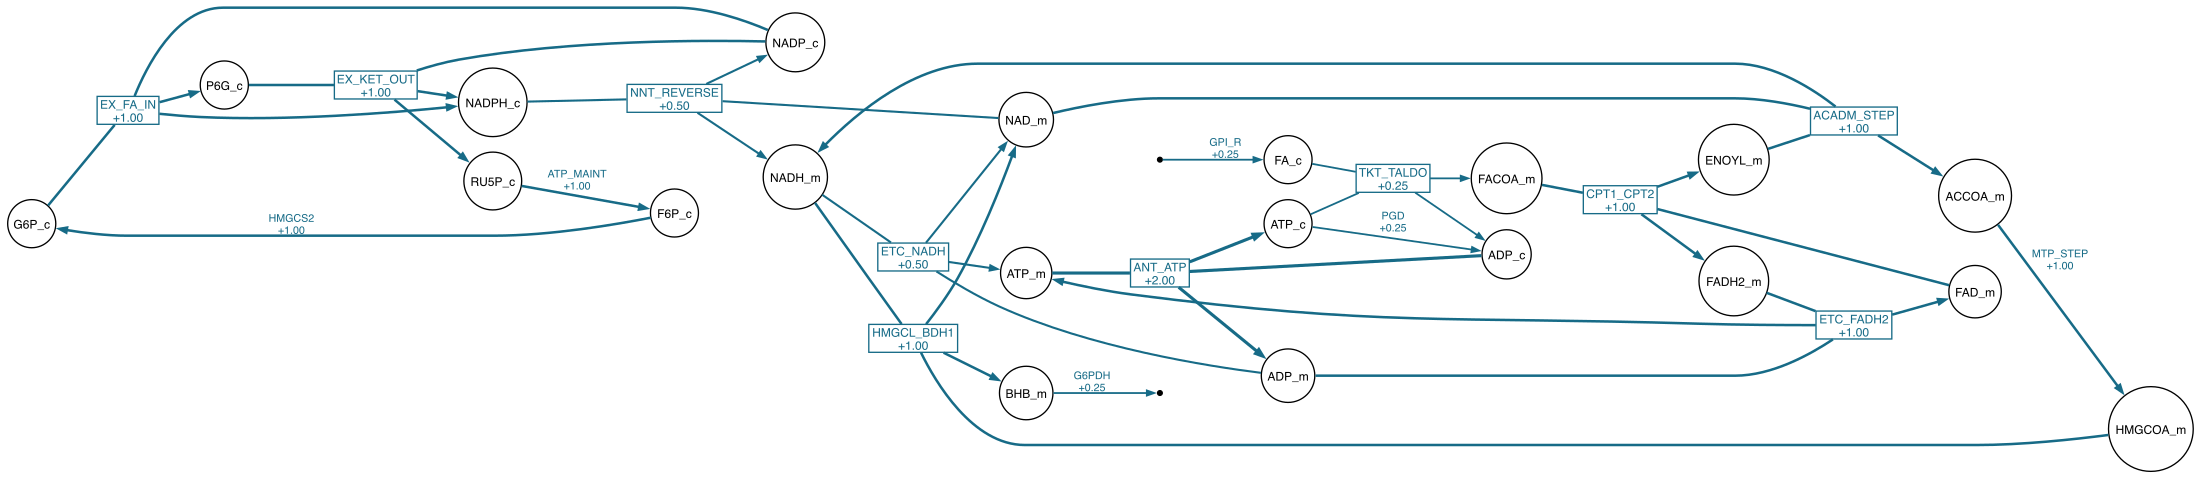 NADP_c
P6G_c
EX_KET_OUT
+1.00
NADPH_c
EX_FA_IN
+1.00
NNT_REVERSE
+0.50
NAD_m
ACADM_STEP
+1.00
GPI_R
+0.25
FA_c
ENOYL_m
RU5P_c
ATP_MAINT
+1.00
NADH_m
TKT_TALDO
+0.25
FACOA_m
CPT1_CPT2
+1.00
ACCOA_m
G6P_c
HMGCS2
+1.00
F6P_c
ATP_c
PGD
+0.25
ETC_NADH
+0.50
ADP_c
ATP_m
ANT_ATP
+2.00
FADH2_m
MTP_STEP
+1.00
FAD_m
HMGCL_BDH1
+1.00
ETC_FADH2
+1.00
BHB_m
G6PDH
+0.25
ADP_m
HMGCOA_m